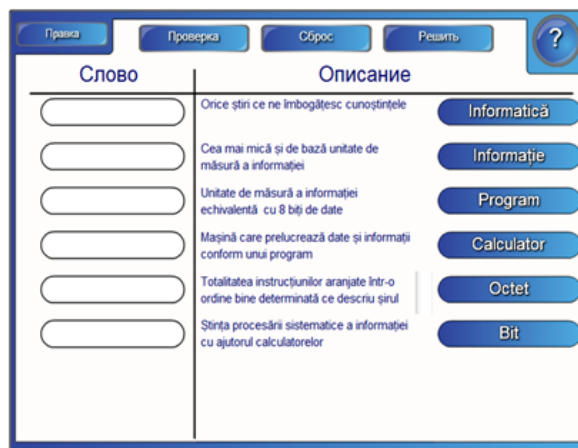 Правка
Проверка
Сброс
Решить
?
Слово
Описание
Orice știri ce ne îmbogățesc cunoștințele
Informatică
Cea mai mică și de bază unitate de
măsură a informației
Informație
Unitate de măsură a informației
echivalentă cu 8 biți de date
Program
Mașină care prelucrează date și informații
conform unui program
Calculator
Totalitatea instrucțiunilor aranjate într-o
ordine bine determinată ce descriu șirul
Octet
Ștința procesării sistematice a informației
cu ajutorul calculatorelor
Bit